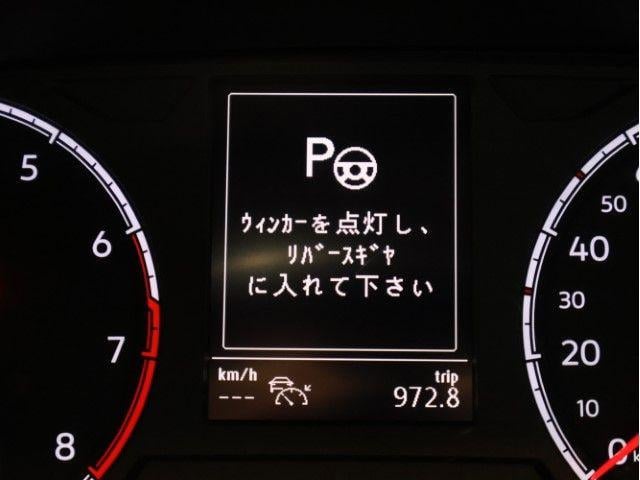 P
ｳｨﾝｶｰを点灯し、
ﾘﾊﾞｰｽｷﾞﾔ
に入れて下さい
km/h
---
trip
972.8
5
6
7
8
50
40
30
20
10
0